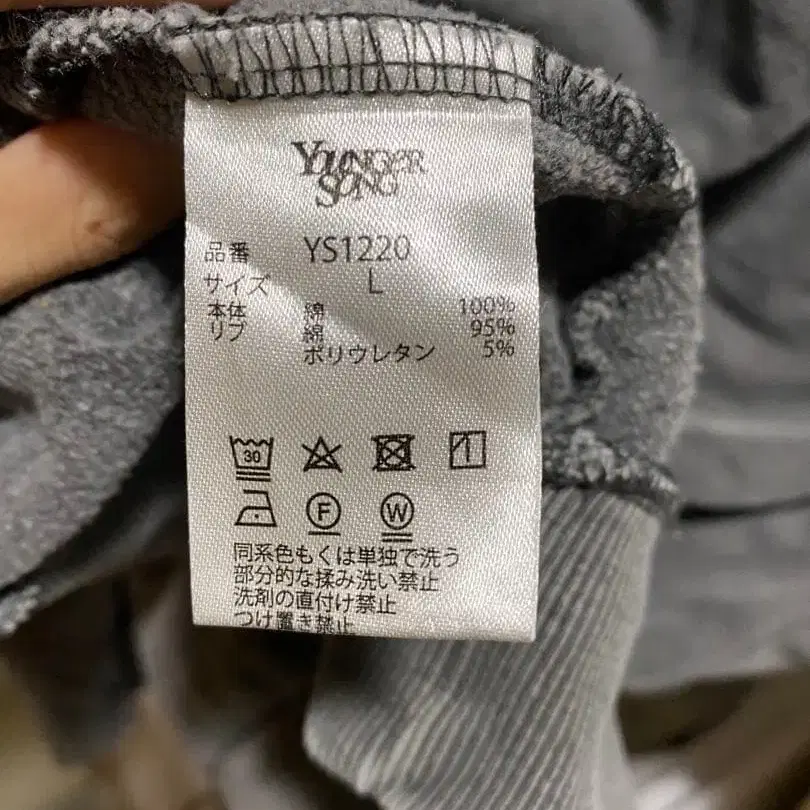 YOUNGER
SONG
品番 YS1220
サイズ L
本体 綿 100%
リブ 綿 95%
ポリウレタン 5%
30
F W
同系色もくは単独で洗う
部分的な揉み洗い禁止
洗剤の直付け禁止
つけ置き禁止